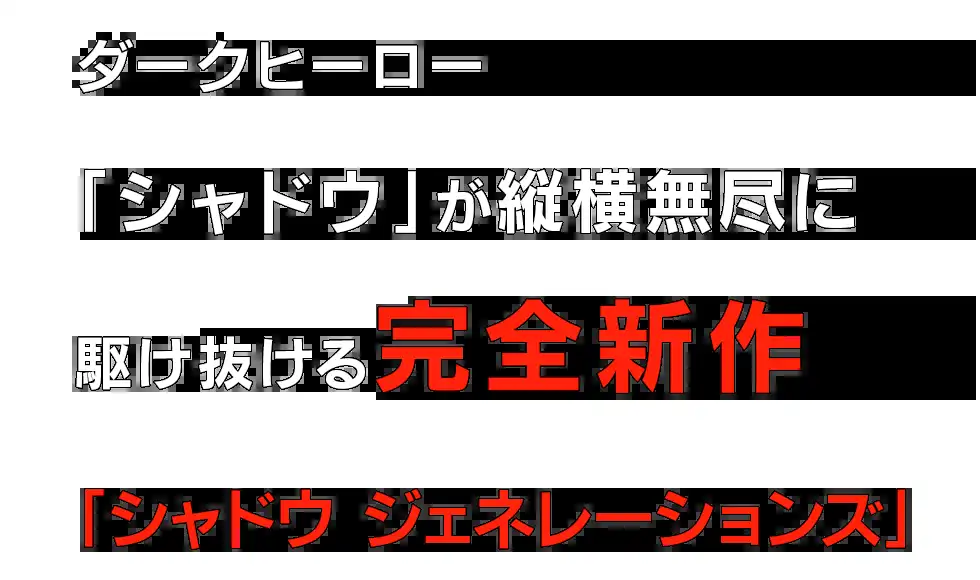 ダークヒーロー
「シャドウ」が縦横無尽に
駆け抜ける完全新作
「シャドウ ジェネレーションズ」